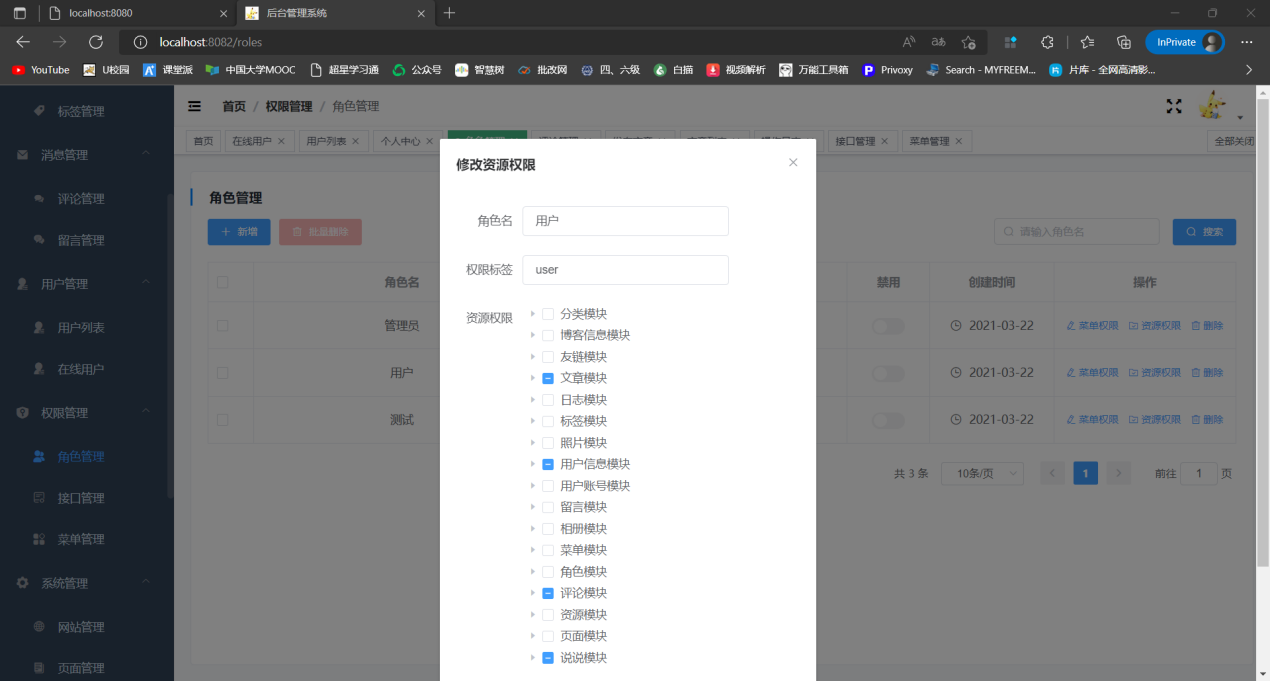 localhost:8080
后台管理系统
localhost:8082/roles
InPrivate
YouTube
U校园
课堂派
中国大学MOOC
超星学习通
公众号
智慧树
批改网
四、六级
白描
视频解析
万能工具箱
Privoxy
Search - MYFREEM...
片库 - 全网高清影...
标签管理
消息管理
评论管理
留言管理
用户管理
用户列表
在线用户
权限管理
角色管理
接口管理
菜单管理
系统管理
网站管理
页面管理
首页 / 权限管理 / 角色管理
首页
在线用户
用户列表
个人中心
接口管理
菜单管理
全部关闭
角色管理
新增
批量删除
请输入角色名
搜索
角色名
禁用
创建时间
操作
管理员
2021-03-22
菜单权限
资源权限
删除
用户
2021-03-22
菜单权限
资源权限
删除
测试
2021-03-22
菜单权限
资源权限
删除
共 3 条
10条/页
1
前往
1
页
修改资源权限
角色名
用户
权限标签
user
资源权限
分类模块
博客信息模块
友链模块
文章模块
日志模块
标签模块
照片模块
用户信息模块
用户账号模块
留言模块
相册模块
菜单模块
角色模块
评论模块
资源模块
页面模块
说说模块